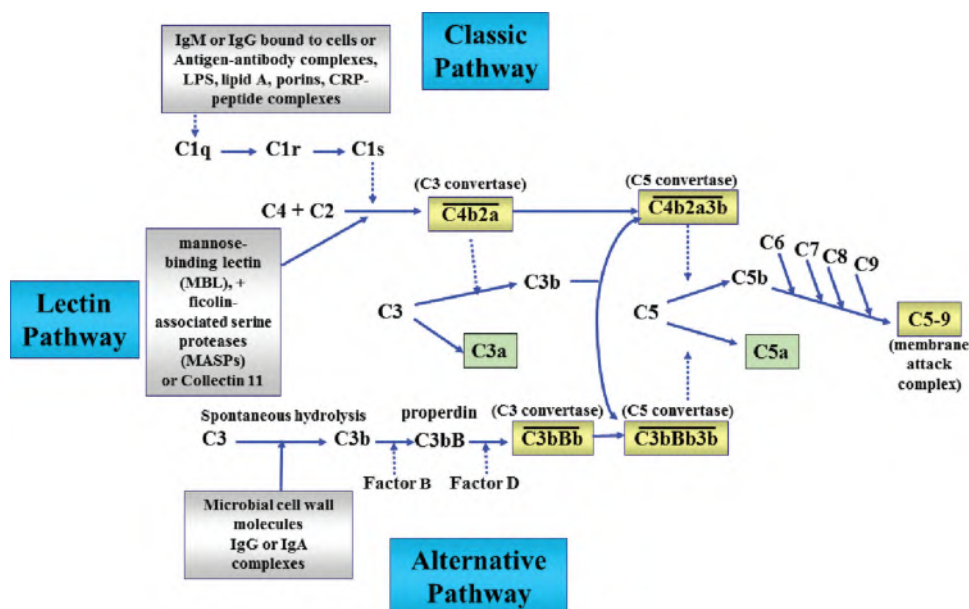 IgM or IgG bound to cells or
Antigen-antibody complexes,
LPS, lipid A, porins, CRP-
peptide complexes
Classic
Pathway
C1q
C1r
C1s
(C3 convertase)
(C5 convertase)
C4 + C2
C4b2a
C4b2a3b
mannose-
binding lectin
(MBL), +
ficolin-
associated serine
proteases
(MASPs)
or Collectin 11
Lectin
Pathway
C3
C3b
C3a
C5
C5b
C5a
C6
C7
C8
C9
C5-9
(membrane
attack
complex)
Spontaneous hydrolysis
properdin
(C3 convertase)
(C5 convertase)
C3
C3b
C3bB
C3bBb
C3bBb3b
Factor B
Factor D
Microbial cell wall
molecules
IgG or IgA
complexes
Alternative
Pathway